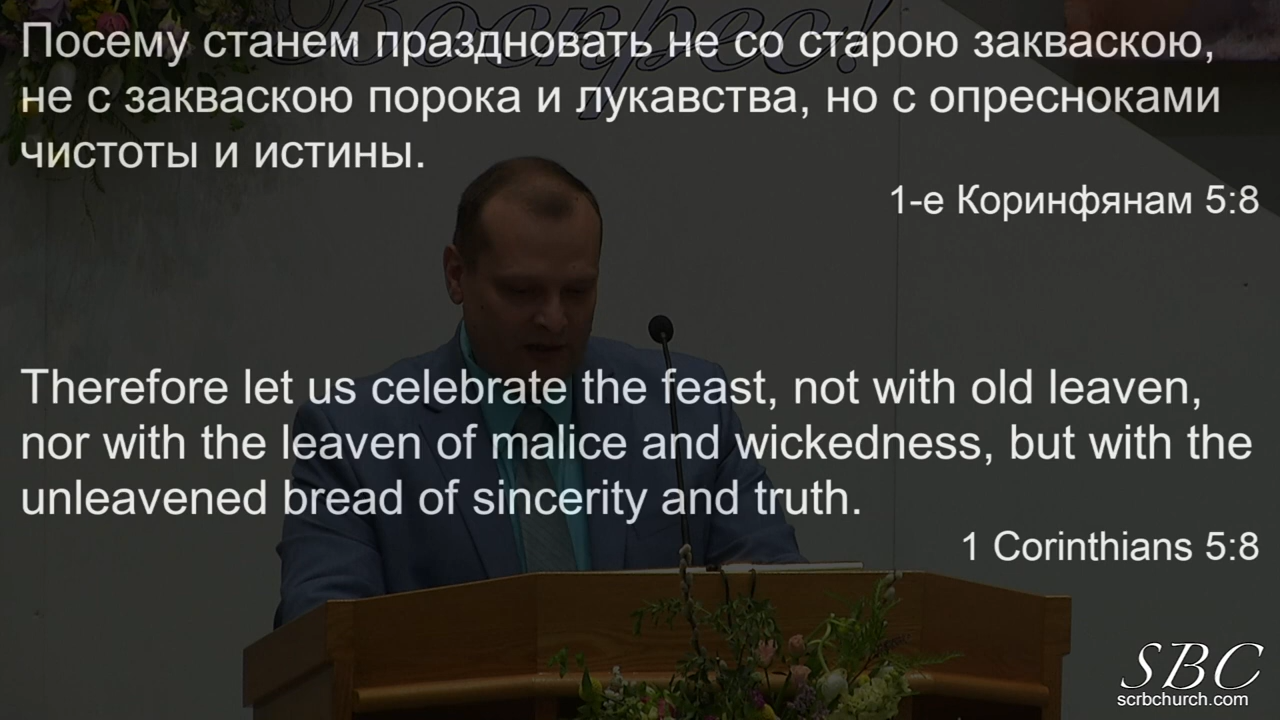 Воскрес!
Посему станем праздновать не со старою закваскою,
не с закваскою порока и лукавства, но с опресноками
чистоты и истины.
1-е Коринфянам 5:8
Therefore let us celebrate the feast, not with old leaven,
nor with the leaven of malice and wickedness, but with the
unleavened bread of sincerity and truth.
1 Corinthians 5:8
SBC
scrbchurch.com